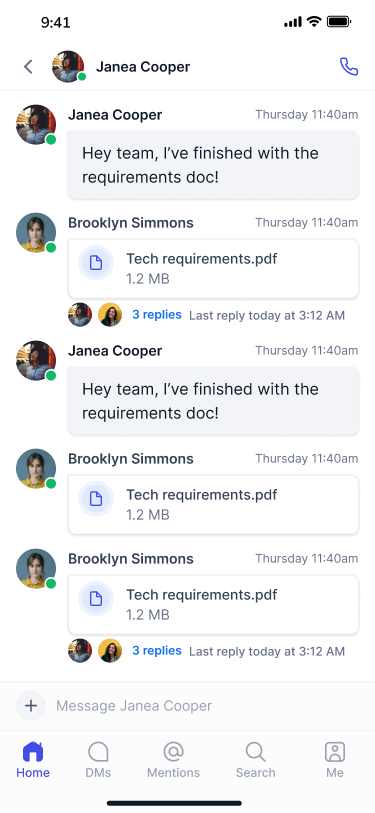 9:41
Janea Cooper
Janea Cooper Thursday 11:40am
Hey team, I’ve finished with the
requirements doc!
Brooklyn Simmons Thursday 11:40am
Tech requirements.pdf
1.2 MB
3 replies Last reply today at 3:12 AM
Janea Cooper Thursday 11:40am
Hey team, I’ve finished with the
requirements doc!
Brooklyn Simmons Thursday 11:40am
Tech requirements.pdf
1.2 MB
Brooklyn Simmons Thursday 11:40am
Tech requirements.pdf
1.2 MB
3 replies Last reply today at 3:12 AM
Message Janea Cooper
Home DMs Mentions Search Me